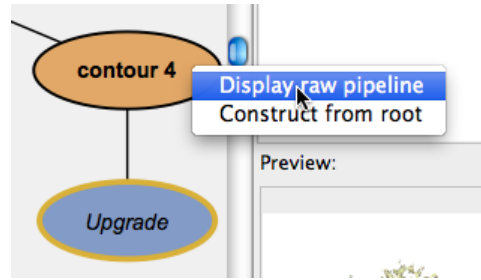 contour 4
Display raw pipeline
Construct from root
Preview:
Upgrade